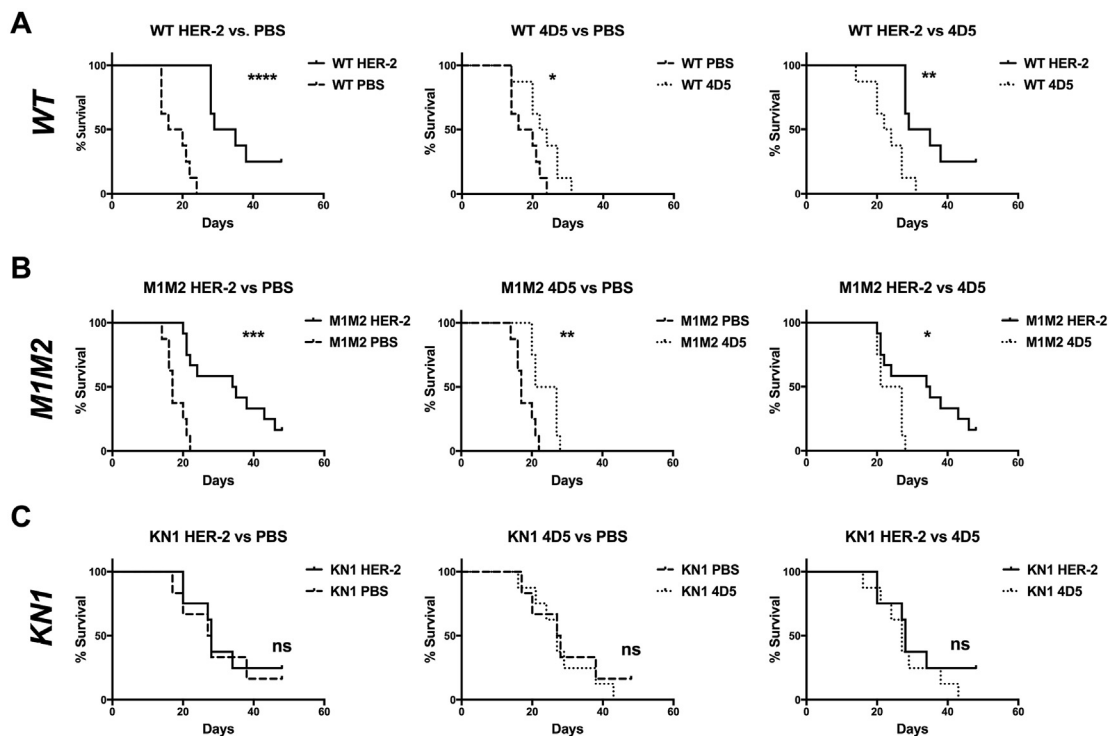 A
WT
WT HER-2 vs. PBS
% Survival
100
50
0
0 20 40 60
Days
WT HER-2
WT PBS
****
WT 4D5 vs PBS
% Survival
100
50
0
0 20 40 60
Days
WT PBS
WT 4D5
*
WT HER-2 vs 4D5
% Survival
100
50
0
0 20 40 60
Days
WT HER-2
WT 4D5
**
B
M1M2
M1M2 HER-2 vs PBS
% Survival
100
50
0
0 20 40 60
Days
M1M2 HER-2
M1M2 PBS
***
M1M2 4D5 vs PBS
% Survival
100
50
0
0 20 40 60
Days
M1M2 PBS
M1M2 4D5
**
M1M2 HER-2 vs 4D5
% Survival
100
50
0
0 20 40 60
Days
M1M2 HER-2
M1M2 4D5
*
C
KN1
KN1 HER-2 vs PBS
% Survival
100
50
0
0 20 40 60
Days
KN1 HER-2
KN1 PBS
ns
KN1 4D5 vs PBS
% Survival
100
50
0
0 20 40 60
Days
KN1 PBS
KN1 4D5
ns
KN1 HER-2 vs 4D5
% Survival
100
50
0
0 20 40 60
Days
KN1 HER-2
KN1 4D5
ns